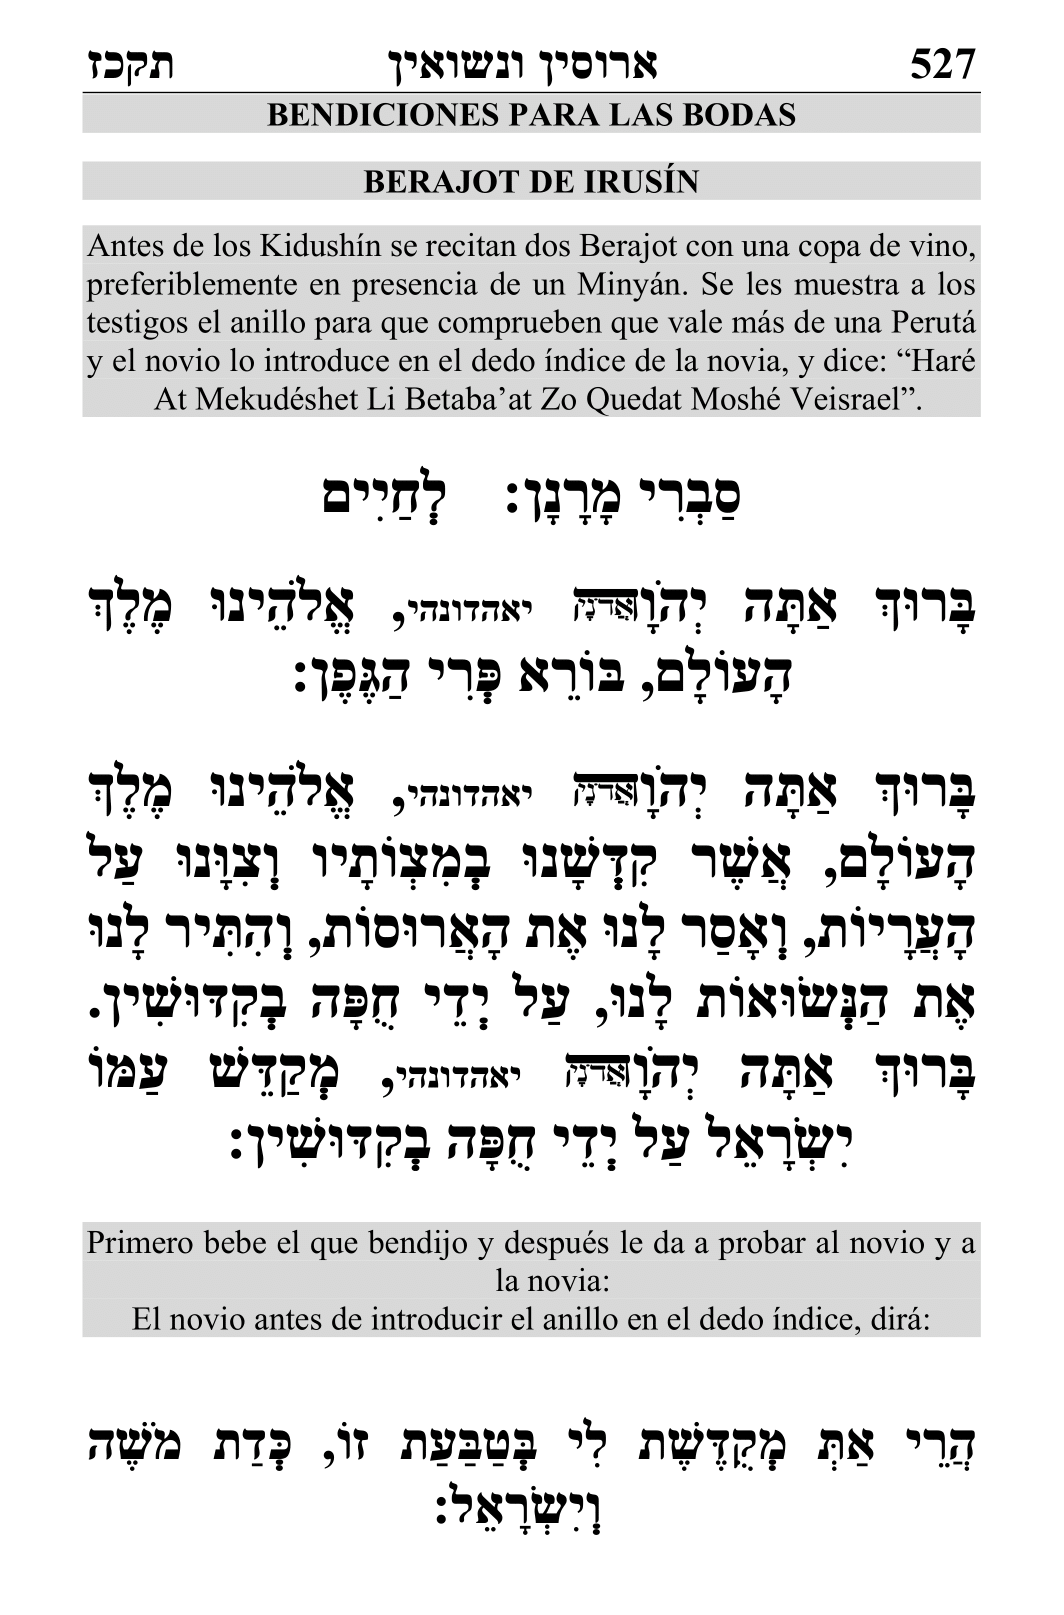 527 ארוסין ונשואין תקכז
BENDICIONES PARA LAS BODAS
BERAJOT DE IRUSÍN
Antes de los Kidushín se recitan dos Berajot con una copa de vino,
preferiblemente en presencia de un Minyán. Se les muestra a los
testigos el anillo para que comprueben que vale más de una Perutá
y el novio lo introduce en el dedo índice de la novia, y dice: “Haré
At Mekudéshet Li Betaba’at Zo Quedat Moshé Veisrael”.
סַבְרִי מָרָנָן: לְחַיִּים
בָּרוּךְ אַתָּה יְהֹוָאֲדֹנָיּה יאהדונהי, אֱלֹהֵינוּ מֶלֶךְ
הָעוֹלָם, בּוֹרֵא פְּרִי הַגֶּפֶן:
בָּרוּךְ אַתָּה יְהֹוָאֲדֹנָיּה יאהדונהי, אֱלֹהֵינוּ מֶלֶךְ
הָעוֹלָם, אֲשֶׁר קִדְּשָׁנוּ בְּמִצְוֹתָיו וְצִוָּנוּ עַל
הָעֲרָיוֹת, וְאָסַר לָנוּ אֶת הָאֲרוּסוֹת, וְהִתִּיר לָנוּ
אֶת הַנְּשׂוּאוֹת לָנוּ, עַל יְדֵי חֻפָּה בְקִדּוּשִׁין.
בָּרוּךְ אַתָּה יְהֹוָאֲדֹנָיּה יאהדונהי, מְקַדֵּשׁ עַמּוֹ
יִשְׂרָאֵל עַל יְדֵי חֻפָּה בְקִדּוּשִׁין:
Primero bebe el que bendijo y después le da a probar al novio y a
la novia:
El novio antes de introducir el anillo en el dedo índice, dirá:
הֲרֵי אַתְּ מְקֻדֶּשֶׁת לִי בְּטַבַּעַת זוֹ, כְּדַת מֹשֶׁה
וְיִשְׂרָאֵל: